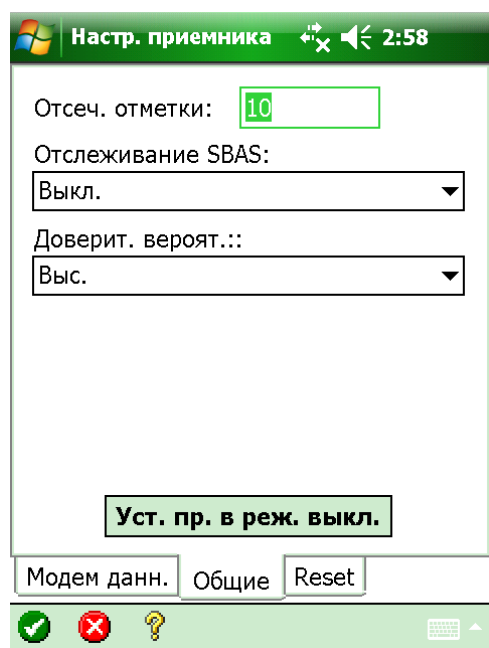 Настр. приемника 2:58
Отсеч. отметки: 10
Отслеживание SBAS:
Выкл.
Доверит. вероят.::
Выс.
Уст. пр. в реж. выкл.
Модем данн. Общие Reset